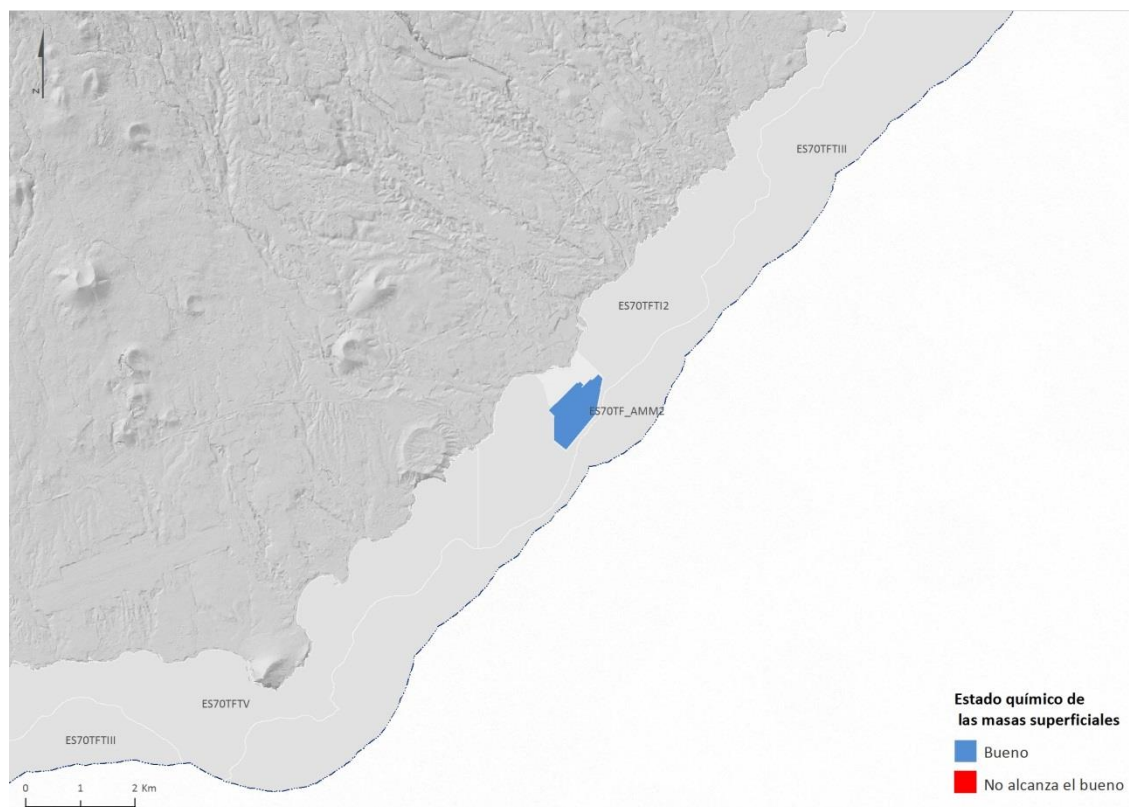 N
ES70TFTIII
ES70TFTI2
ES70TF_AMM2
ES70TFTV
ES70TFTIII
0 1 2 Km
Estado químico de
las masas superficiales
Bueno
No alcanza el bueno